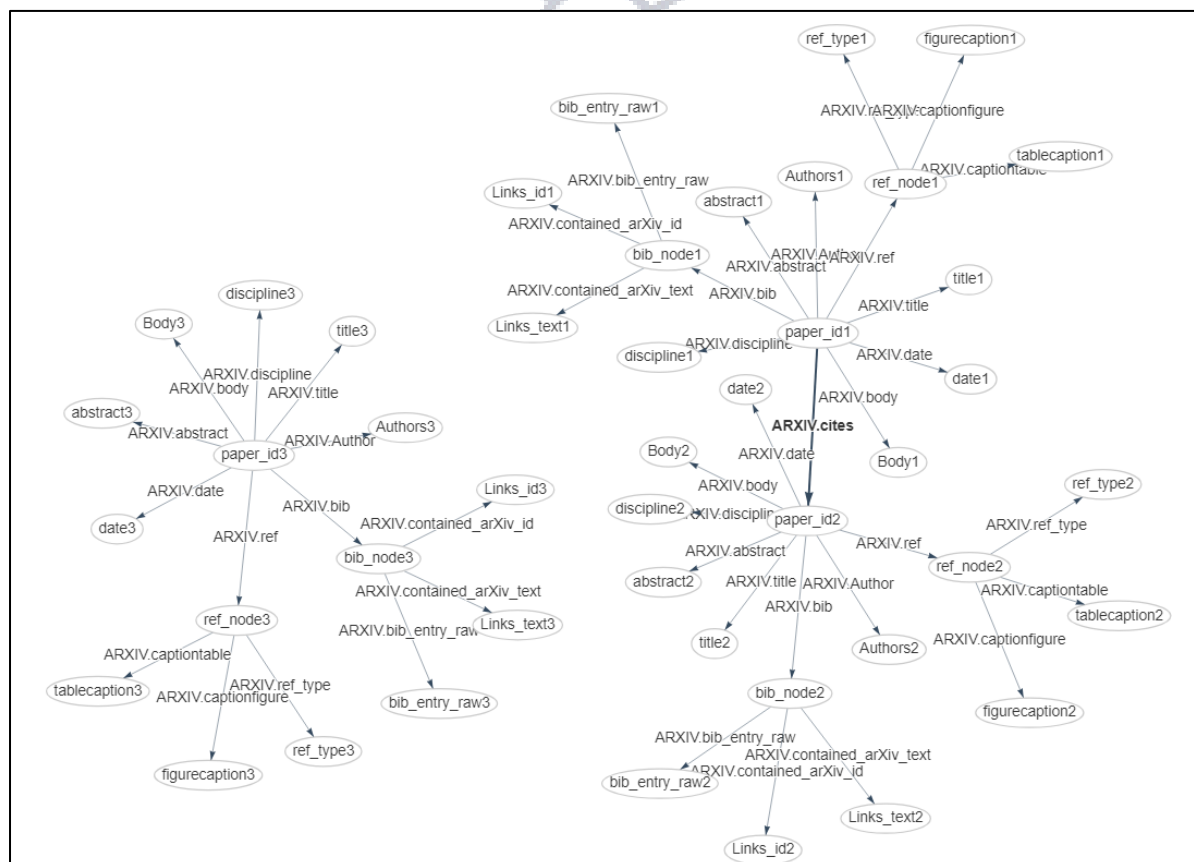 ref_type1
figurecaption1
ARXIV.ref_type
ARXIV.captionfigure
bib_entry_raw1
tablecaption1
ARXIV.captiontable
ref_node1
ARXIV.bib_entry_raw
Authors1
Links_id1
abstract1
ARXIV.contained_arXiv_id
bib_node1
ARXIV.abstract
ARXIV.ref
ARXIV.contained_arXiv_text
ARXIV.bib
title1
ARXIV.title
Links_text1
paper_id1
discipline1
ARXIV.discipline
ARXIV.date
date1
date2
ARXIV.body
ARXIV.cites
ARXIV.date
Body1
Body2
ARXIV.body
discipline2
ARXIV.discipline
paper_id2
ref_type2
ARXIV.ref_type
ARXIV.abstract
ARXIV.ref
ref_node2
abstract2
ARXIV.title
ARXIV.Author
ARXIV.captiontable
tablecaption2
ARXIV.bib
title2
Authors2
ARXIV.captionfigure
bib_node2
figurecaption2
ARXIV.bib_entry_raw
ARXIV.contained_arXiv_text
ARXIV.contained_arXiv_id
bib_entry_raw2
Links_text2
Links_id2
discipline3
Body3
title3
ARXIV.discipline
ARXIV.body
ARXIV.title
abstract3
ARXIV.abstract
ARXIV.Author
Authors3
paper_id3
ARXIV.date
ARXIV.bib
Links_id3
date3
ARXIV.contained_arXiv_id
ARXIV.ref
bib_node3
ARXIV.contained_arXiv_text
ref_node3
Links_text3
ARXIV.bib_entry_raw
ARXIV.captiontable
tablecaption3
ARXIV.ref_type
ARXIV.captionfigure
bib_entry_raw3
ref_type3
figurecaption3